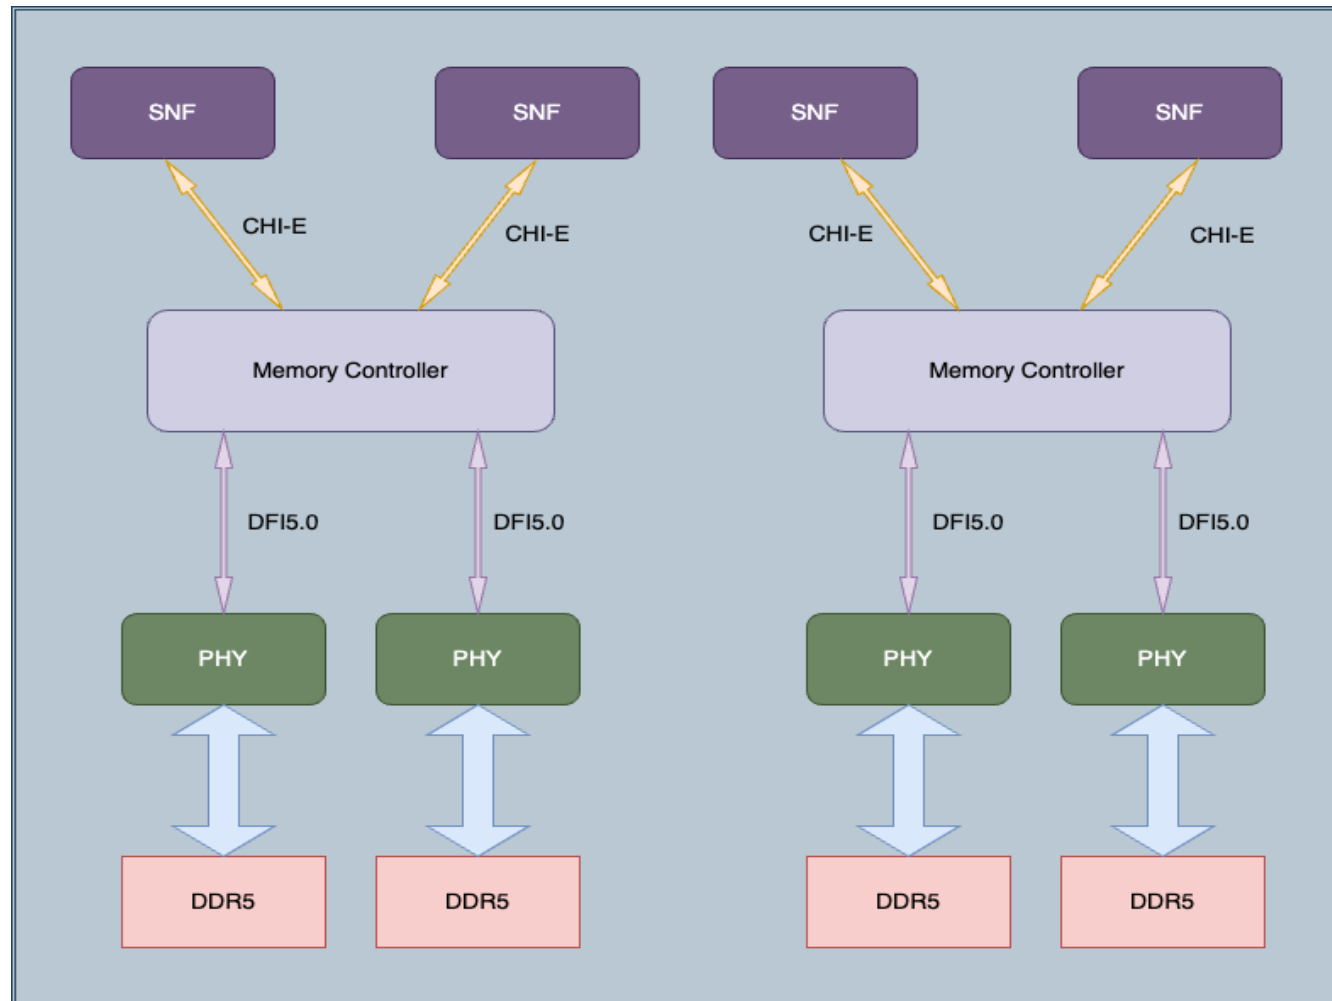 SNF
SNF
SNF
SNF
CHI-E
CHI-E
CHI-E
CHI-E
Memory Controller
Memory Controller
DFI5.0
DFI5.0
DFI5.0
DFI5.0
PHY
PHY
PHY
PHY
DDR5
DDR5
DDR5
DDR5